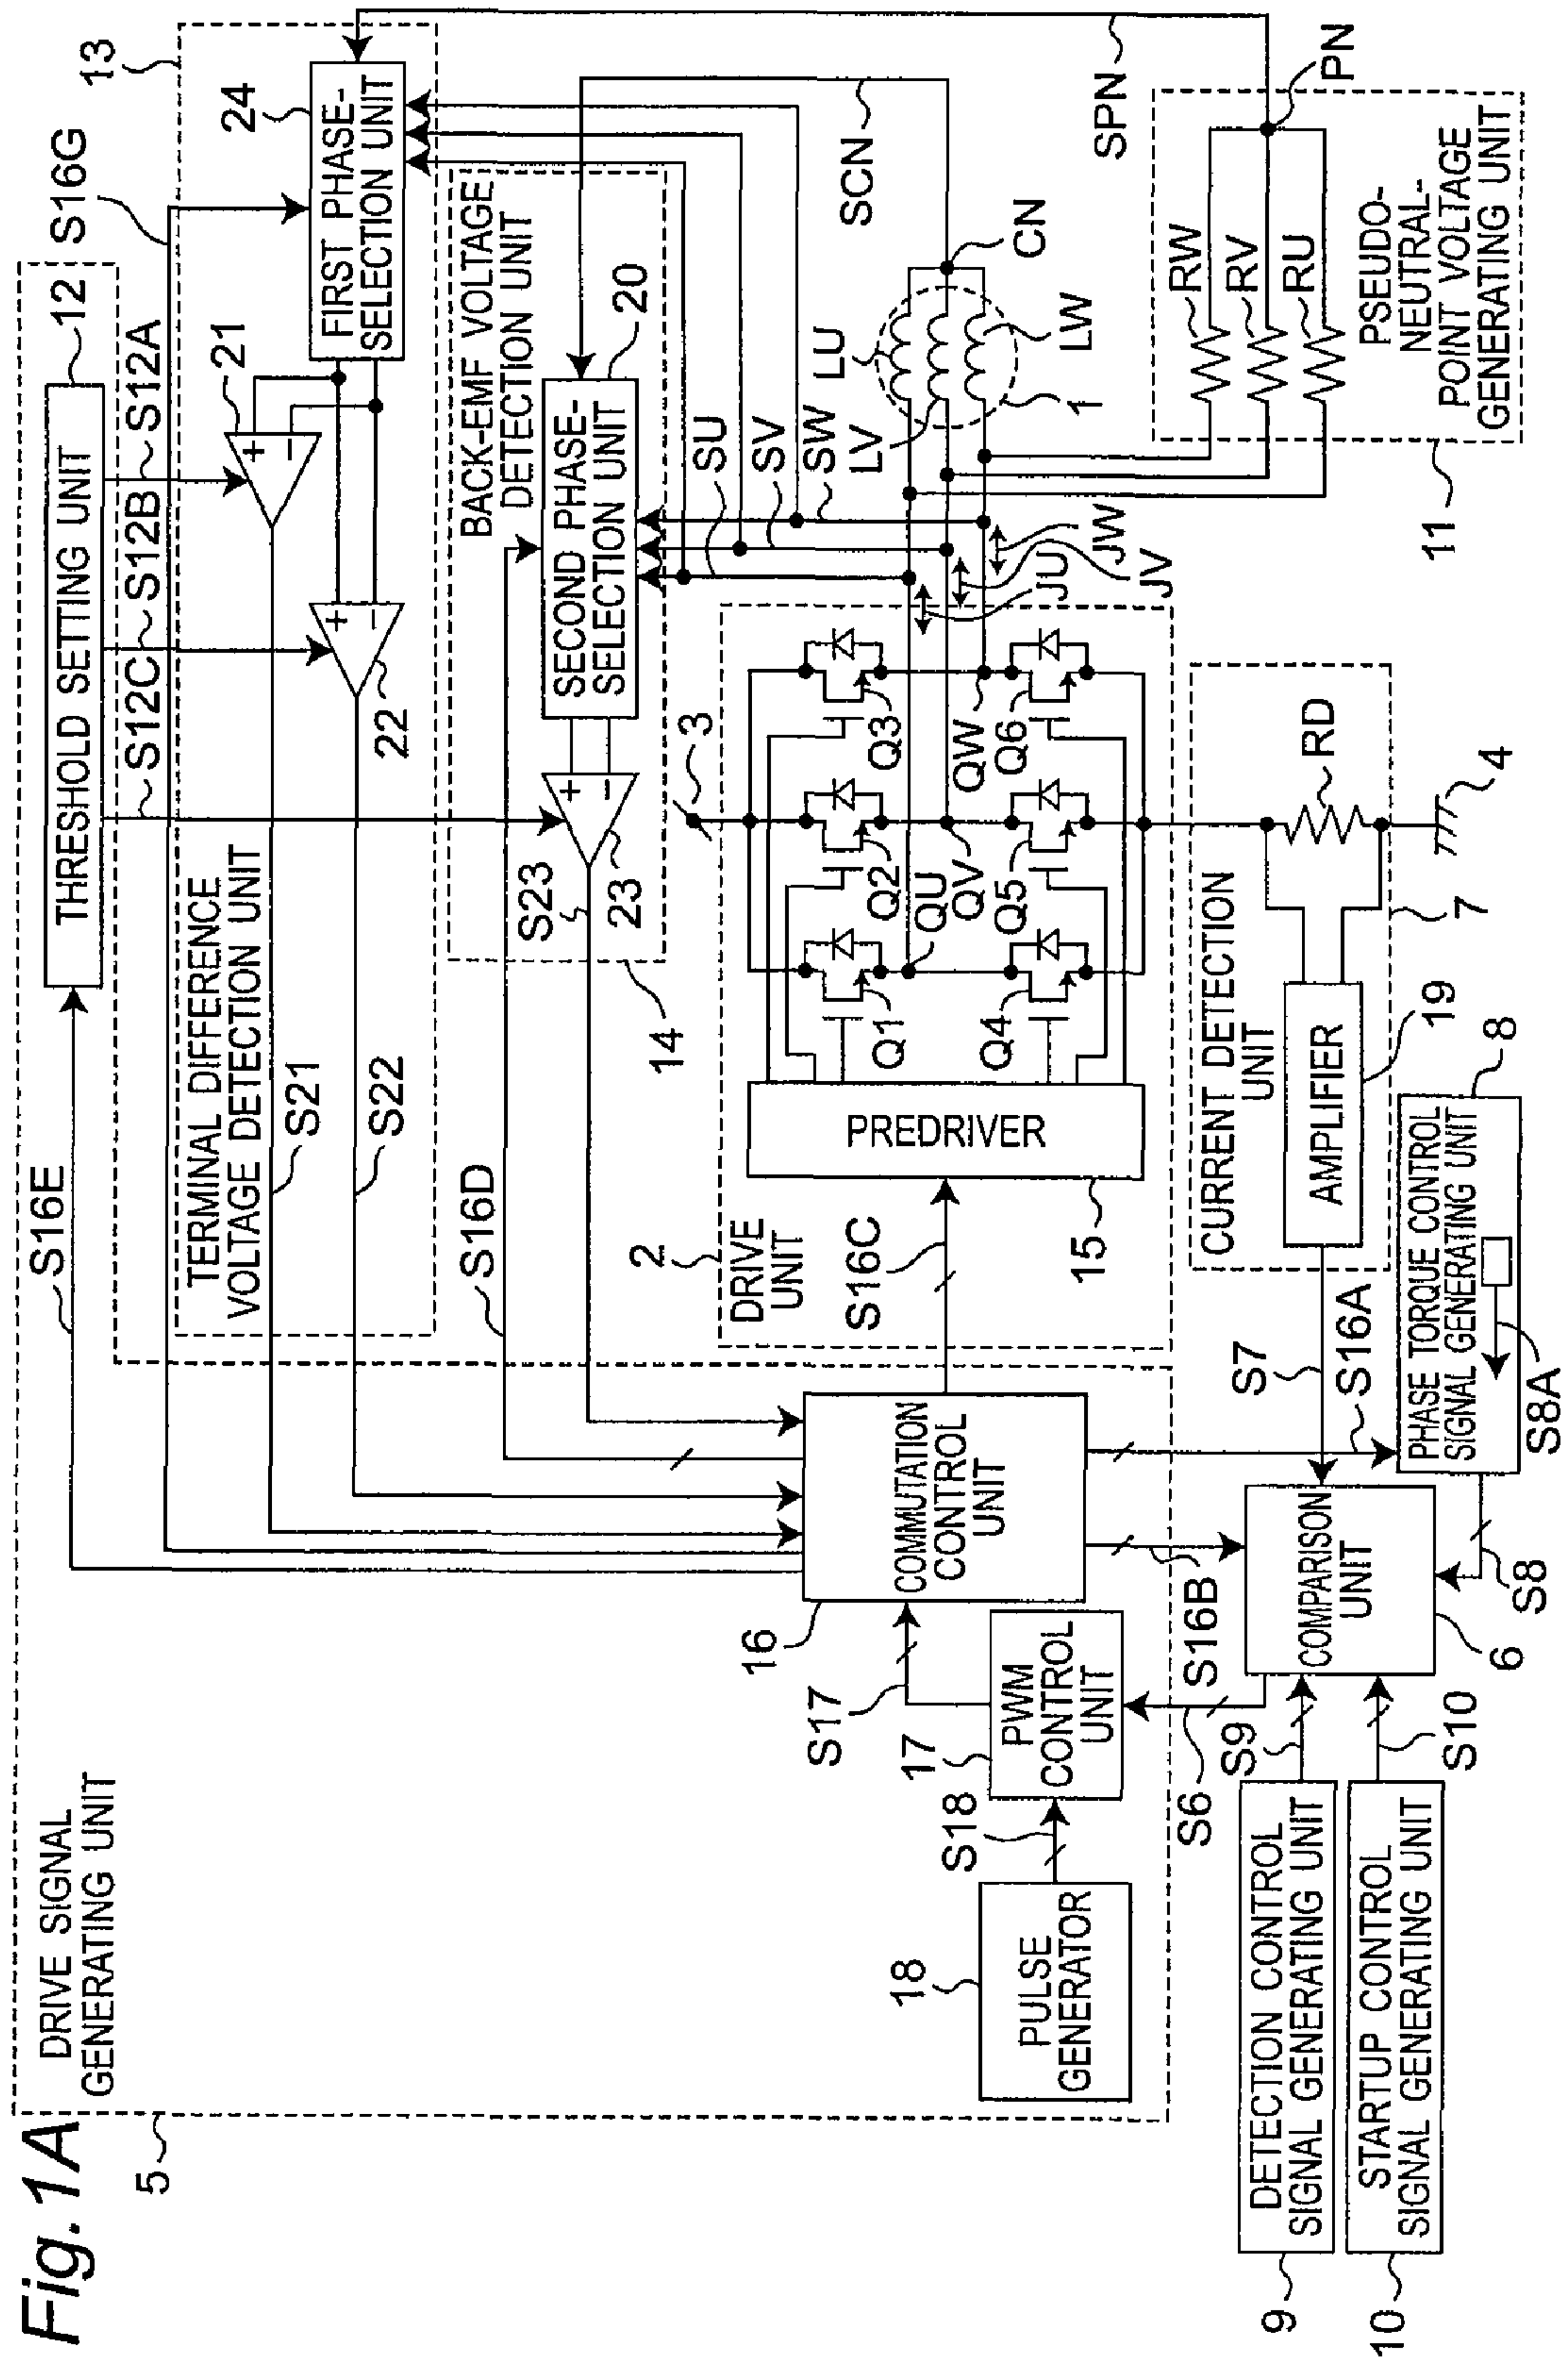 Fig. 1A
5
DRIVE SIGNAL
GENERATING UNIT
S16E
THRESHOLD SETTING UNIT
12
S16G
S12A
S12B
S12C
13
TERMINAL DIFFERENCE
VOLTAGE DETECTION UNIT
S21
S22
21
+
−
22
+
−
24
FIRST PHASE-
SELECTION UNIT
BACK-EMF VOLTAGE
DETECTION UNIT
SECOND PHASE-
SELECTION UNIT
20
23
+
−
S23
14
S16D
SU
SV
SW
SCN
SPN
CN
LU
LV
LW
1
JU
JV
JW
3
2
DRIVE
UNIT
PREDRIVER
15
S16C
Q1
Q2
Q3
QU
QV
QW
Q4
Q5
Q6
PN
RW
RV
RU
PSEUDO-
NEUTRAL-
POINT VOLTAGE
GENERATING UNIT
11
16
COMMUTATION
CONTROL
UNIT
S17
17
PWM
CONTROL
UNIT
S18
18
PULSE
GENERATOR
S6
S16B
S16A
S7
CURRENT DETECTION
UNIT
AMPLIFIER
19
RD
7
4
PHASE TORQUE CONTROL
SIGNAL GENERATING UNIT
8
S8A
S8
COMPARISON
UNIT
6
S9
S10
DETECTION CONTROL
SIGNAL GENERATING UNIT
9
STARTUP CONTROL
SIGNAL GENERATING UNIT
10